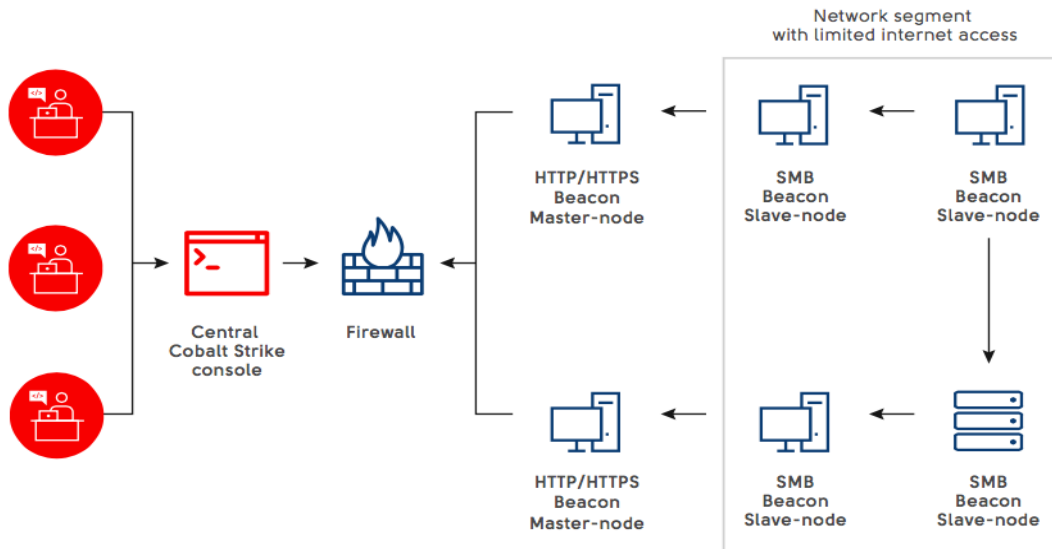 Network segment
with limited internet access
HTTP/HTTPS
Beacon
Master-node
SMB
Beacon
Slave-node
SMB
Beacon
Slave-node
Central
Cobalt Strike
console
Firewall
HTTP/HTTPS
Beacon
Master-node
SMB
Beacon
Slave-node
SMB
Beacon
Slave-node